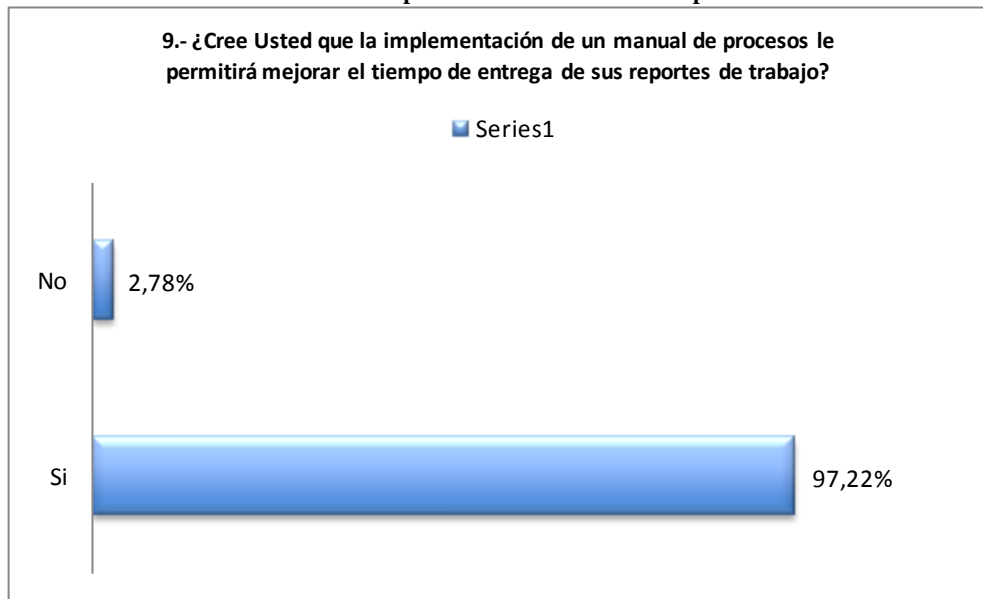 9.- ¿Cree Usted que la implementación de un manual de procesos le
permitirá mejorar el tiempo de entrega de sus reportes de trabajo?
Series1
No
2,78%
Si
97,22%